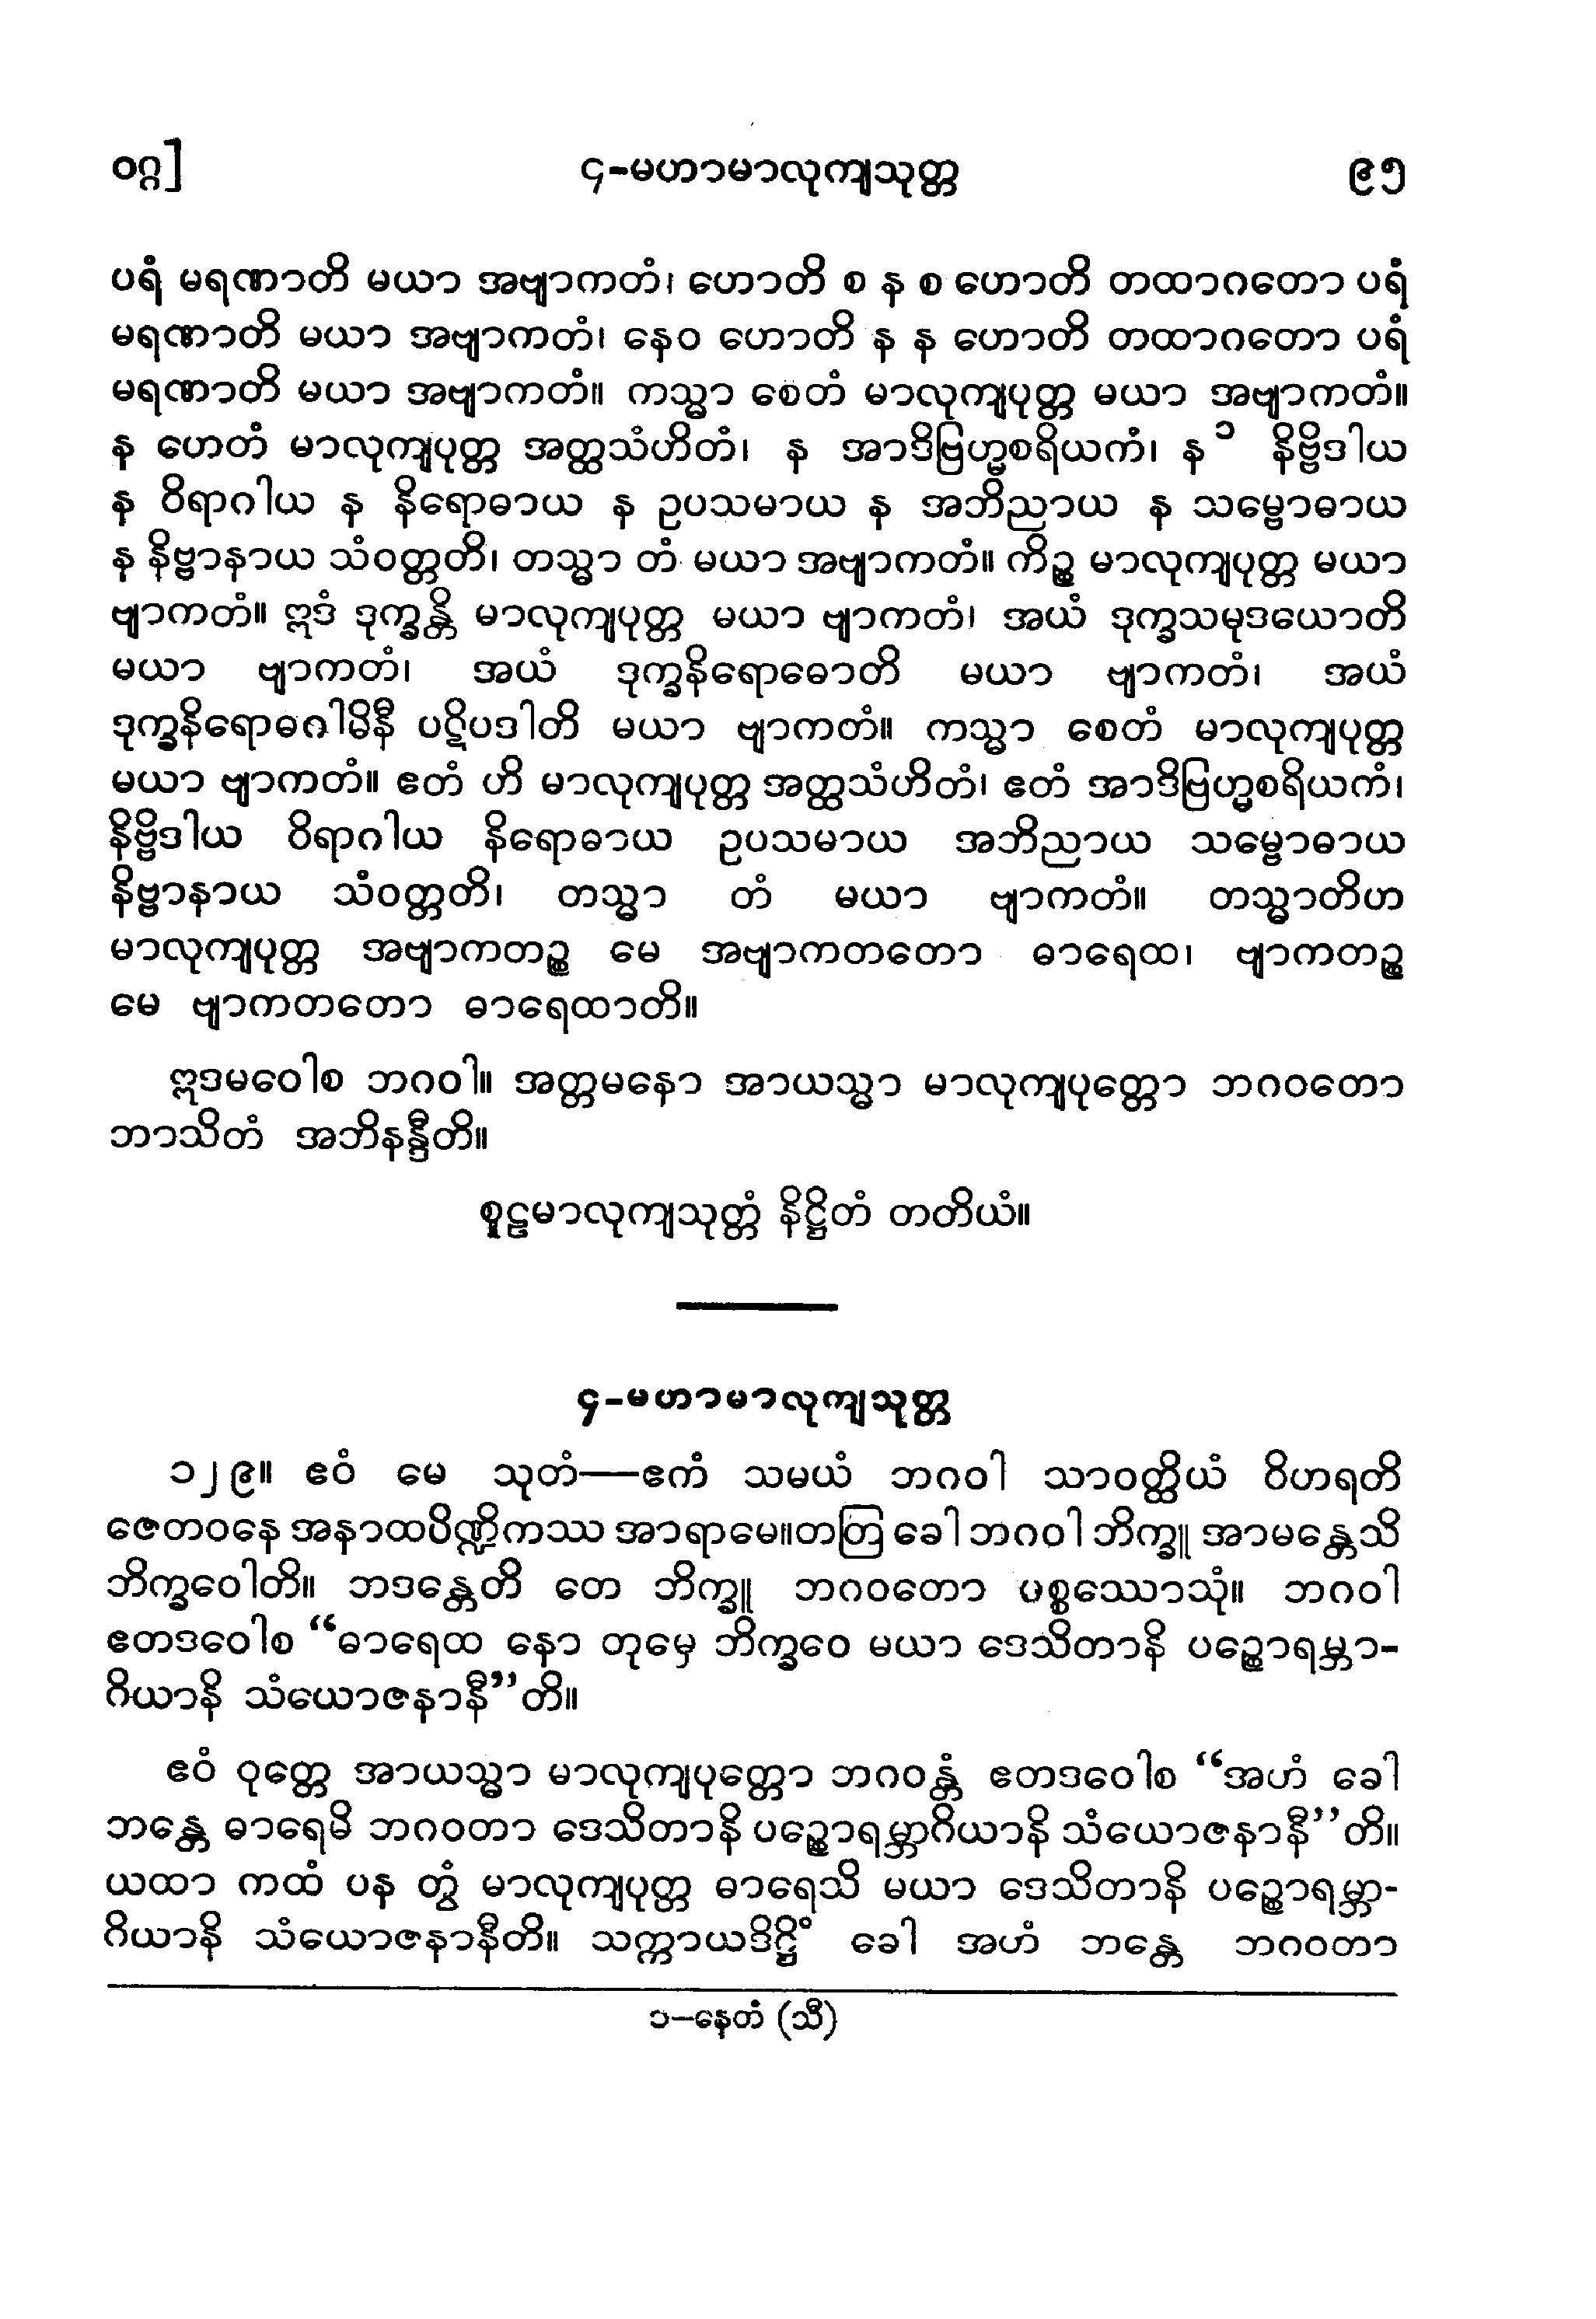 ဝဂ္ဂ] ၄-မဟာမာလုကျသုတ္တ ၉၅
ပရံ မရဏာတိ မယာ အဗျာကတံ၊ ဟောတိ စ န စ ဟောတိ တထာဂတော ပရံ
မရဏာတိ မယာ အဗျာကတံ၊ နေဝ ဟောတိ န န ဟောတိ တထာဂတော ပရံ
မရဏာတိ မယာ အဗျာကတံ။ ကသ္မာ စေတံ မာလုကျပုတ္တ မယာ အဗျာကတံ။
န ဟေတံ မာလုကျပုတ္တ အတ္ထသံဟိတံ၊ န အာဒိဗြဟ္မစရိယကံ၊ န ၁ နိဗ္ဗိဒါယ
န ဝိရာဂါယ န နိရောဓာယ န ဥပသမာယ န အဘိညာယ န သမ္ဗောဓာယ
န နိဗ္ဗာနာယ သံဝတ္တတိ၊ တသ္မာ တံ မယာ အဗျာကတံ။ ကိဉ္စ မာလုကျပုတ္တ မယာ
ဗျာကတံ။ ဣဒံ ဒုက္ခန္တိ မာလုကျပုတ္တ မယာ ဗျာကတံ၊ အယံ ဒုက္ခသမုဒယောတိ
မယာ ဗျာကတံ၊ အယံ ဒုက္ခနိရောဓောတိ မယာ ဗျာကတံ၊ အယံ
ဒုက္ခနိရောဓဂါမိနီ ပဋိပဒါတိ မယာ ဗျာကတံ။ ကသ္မာ စေတံ မာလုကျပုတ္တ
မယာ ဗျာကတံ။ ဧတံ ဟိ မာလုကျပုတ္တ အတ္ထသံဟိတံ၊ ဧတံ အာဒိဗြဟ္မစရိယကံ၊
နိဗ္ဗိဒါယ ဝိရာဂါယ နိရောဓာယ ဥပသမာယ အဘိညာယ သမ္ဗောဓာယ
နိဗ္ဗာနာယ သံဝတ္တတိ၊ တသ္မာ တံ မယာ ဗျာကတံ။ တသ္မာတိဟ
မာလုကျပုတ္တ အဗျာကတဉ္စ မေ အဗျာကတတော ဓာရေထ၊ ဗျာကတဉ္စ
မေ ဗျာကတတော ဓာရေထာတိ။
ဣဒမဝေါစ ဘဂဝါ။ အတ္တမနော အာယသ္မာ မာလုကျပုတ္တော ဘဂဝတော
ဘာသိတံ အဘိနန္ဒီတိ။
စူဠမာလုကျသုတ္တံ နိဋ္ဌိတံ တတိယံ။
၄-မဟာမာလုကျသုတ္တ
၁၂၉။ ဧဝံ မေ သုတံ—ဧကံ သမယံ ဘဂဝါ သာဝတ္ထိယံ ဝိဟရတိ
ဇေတဝနေ အနာထပိဏ္ဍိကဿ အာရာမေ။တတြ ခေါ ဘဂဝါ ဘိက္ခူ အာမန္တေသိ
ဘိက္ခဝေါတိ။ ဘဒန္တေတိ တေ ဘိက္ခူ ဘဂဝတော ပစ္စဿောသုံ။ ဘဂဝါ
ဧတဒဝေါစ “ဓာရေထ နော တုမှေ ဘိက္ခဝေ မယာ ဒေသိတာနိ ပဉ္စောရမ္ဘာ-
ဂိယာနိ သံယောဇနာနီ”တိ။
ဧဝံ ဝုတ္တေ အာယသ္မာ မာလုကျပုတ္တော ဘဂဝန္တံ ဧတဒဝေါစ “အဟံ ခေါ
ဘန္တေ ဓာရေမိ ဘဂဝတာ ဒေသိတာနိ ပဉ္စောရမ္ဘာဂိယာနိ သံယောဇနာနီ”တိ။
ယထာ ကထံ ပန တွံ မာလုကျပုတ္တ ဓာရေသိ မယာ ဒေသိတာနိ ပဉ္စောရမ္ဘာ-
ဂိယာနိ သံယောဇနာနီတိ။ သက္ကာယဒိဋ္ဌိံ ခေါ အဟံ ဘန္တေ ဘဂဝတာ
၁–နေတံ (သီ)